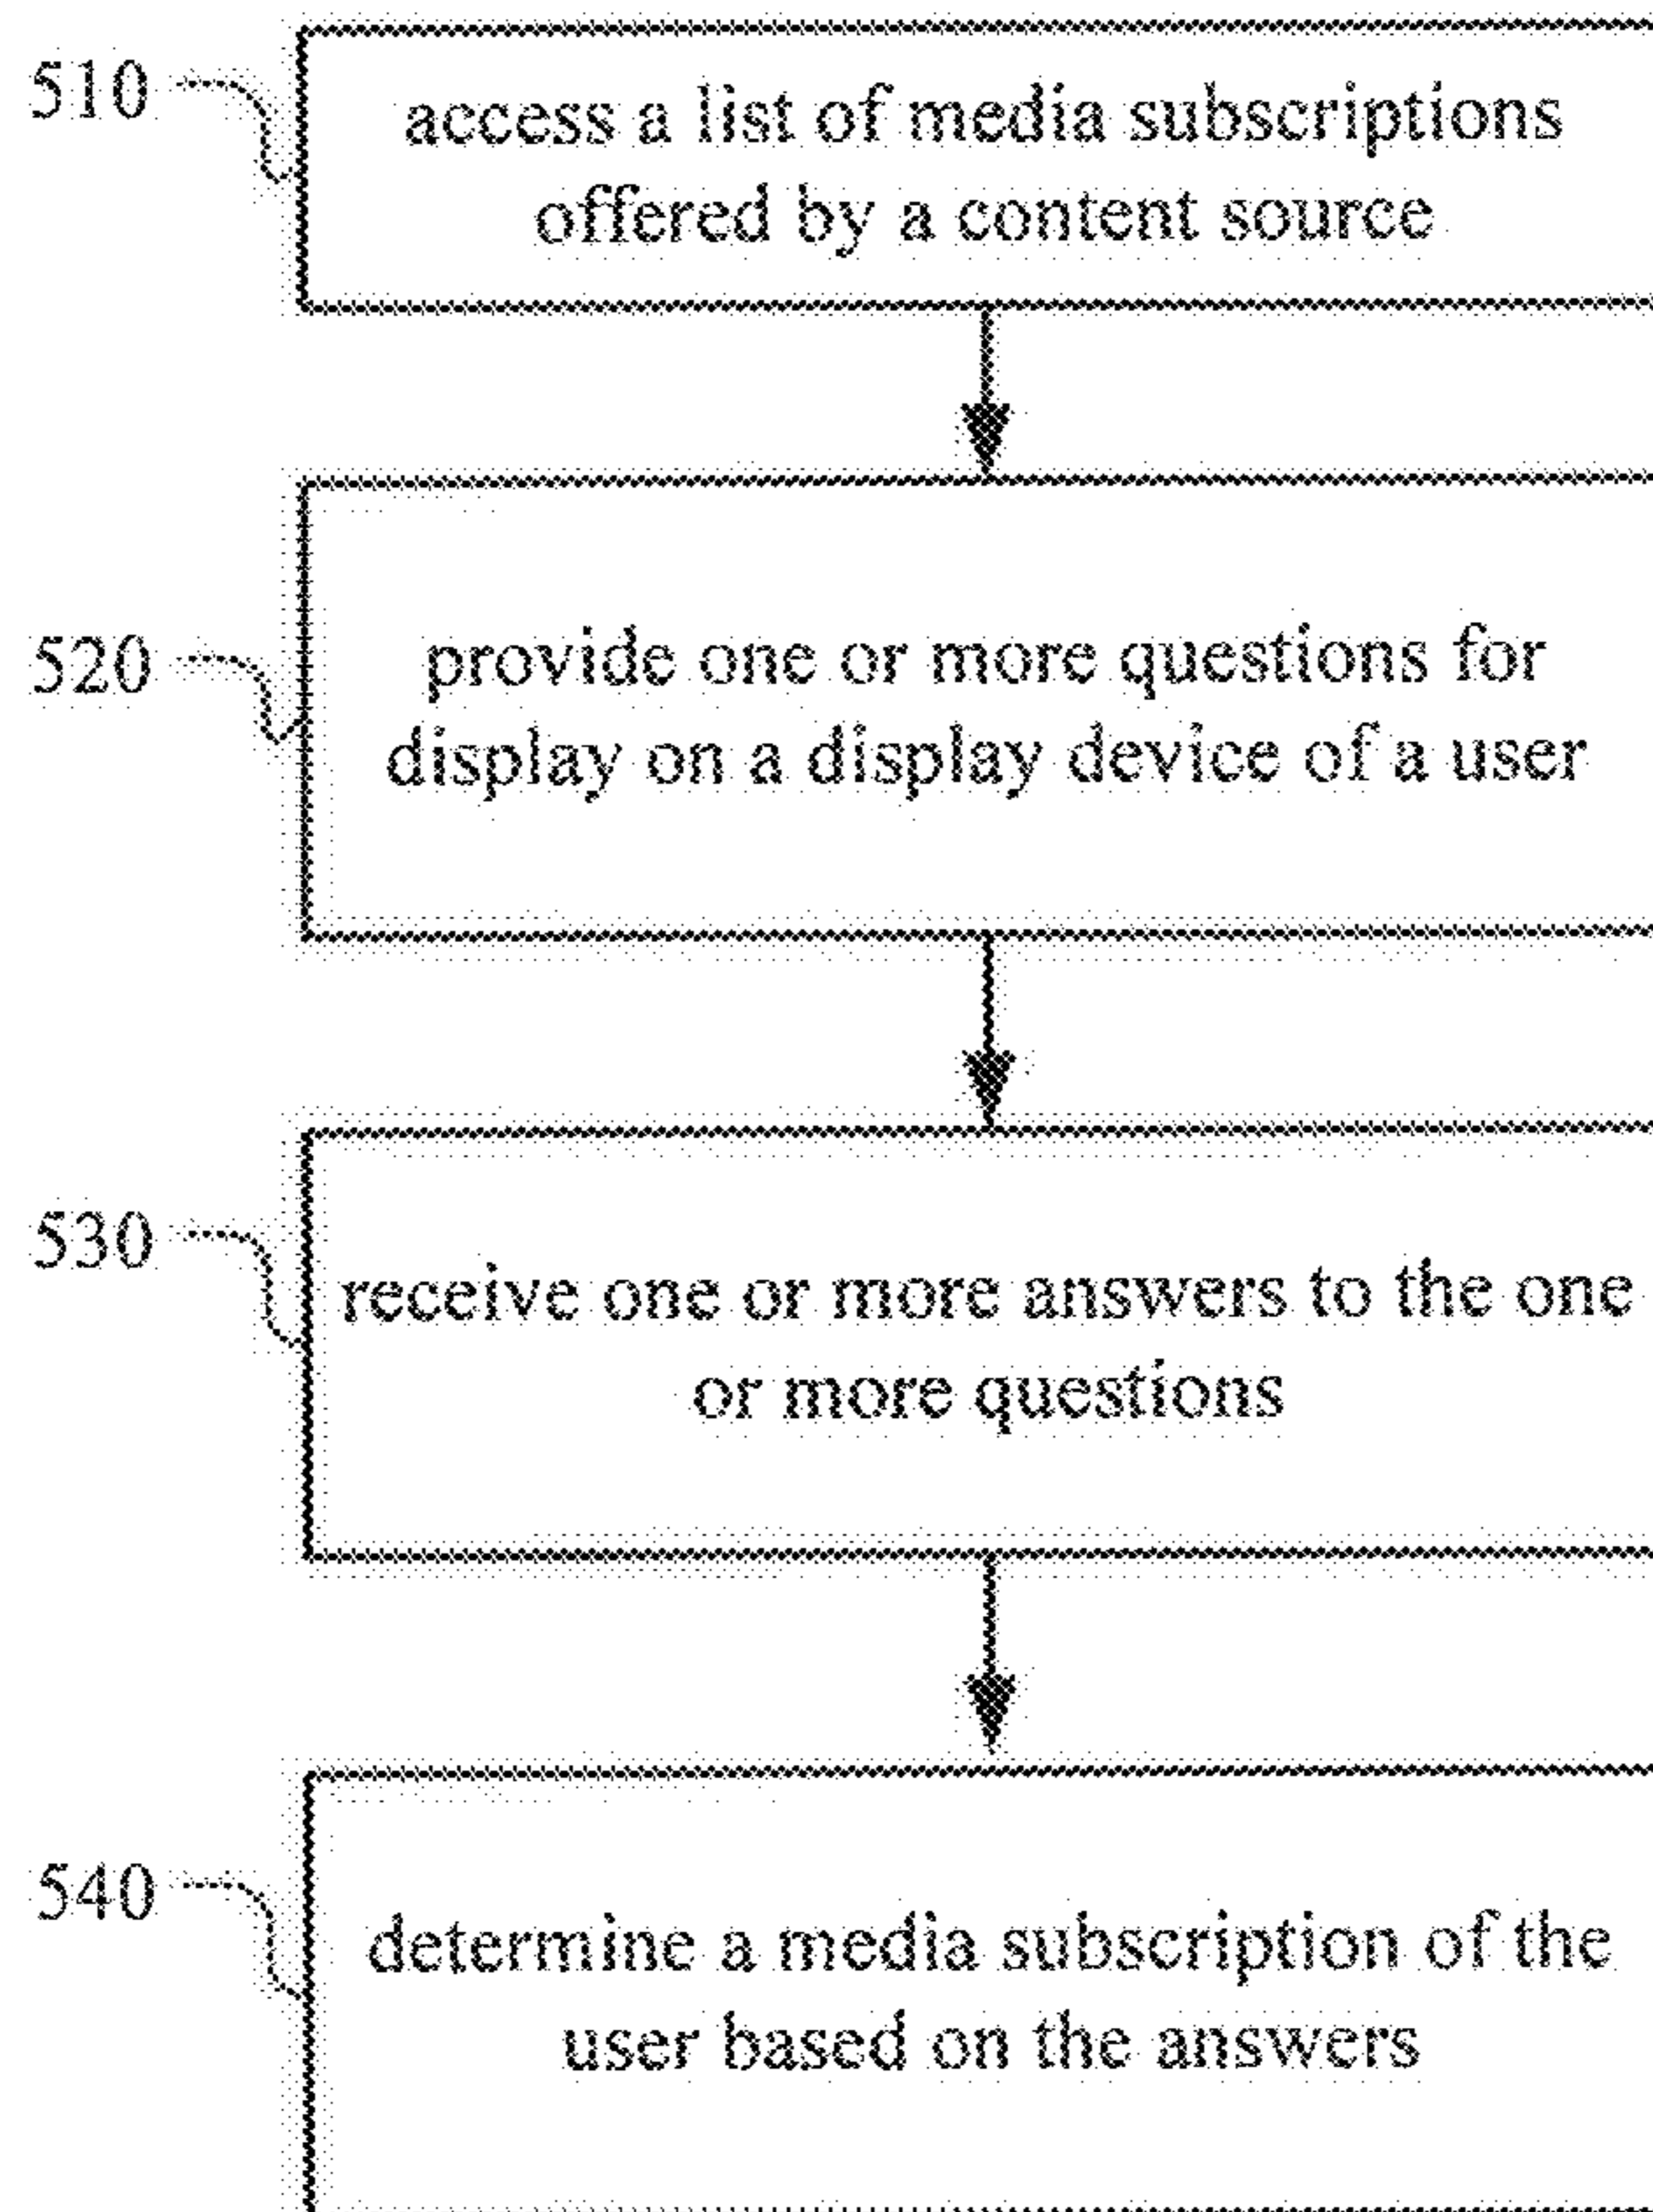 510
access a list of media subscriptions
offered by a content source
520
provide one or more questions for
display on a display device of a user
530
receive one or more answers to the one
or more questions
540
determine a media subscription of the
user based on the answers